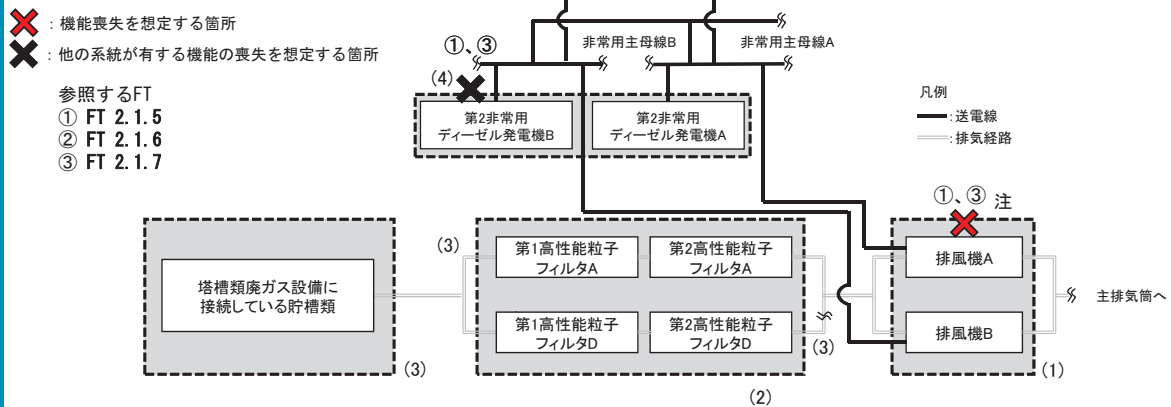 ：機能喪失を想定する箇所
：他の系統が有する機能の喪失を想定する箇所
参照するFT
① FT 2.1.5
② FT 2.1.6
③ FT 2.1.7
①、③
非常用主母線B
非常用主母線A
(4)
第2非常用
ディーゼル発電機B
第2非常用
ディーゼル発電機A
凡例
：送電線
：排気経路
①、③ 注
(3)
第1高性能粒子
フィルタA
第2高性能粒子
フィルタA
排風機A
塔槽類廃ガス設備に
接続している貯槽類
主排気筒へ
第1高性能粒子
フィルタD
第2高性能粒子
フィルタD
排風機B
(3)
(3)
(1)
(2)